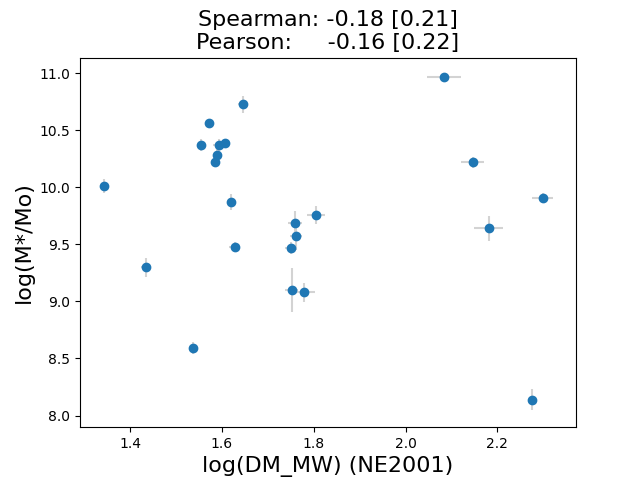 Spearman: -0.18 [0.21]
Pearson: -0.16 [0.22]
11.0
10.5
10.0
9.5
9.0
8.5
8.0
log(M*/Mo)
1.4 1.6 1.8 2.0 2.2
log(DM_MW) (NE2001)